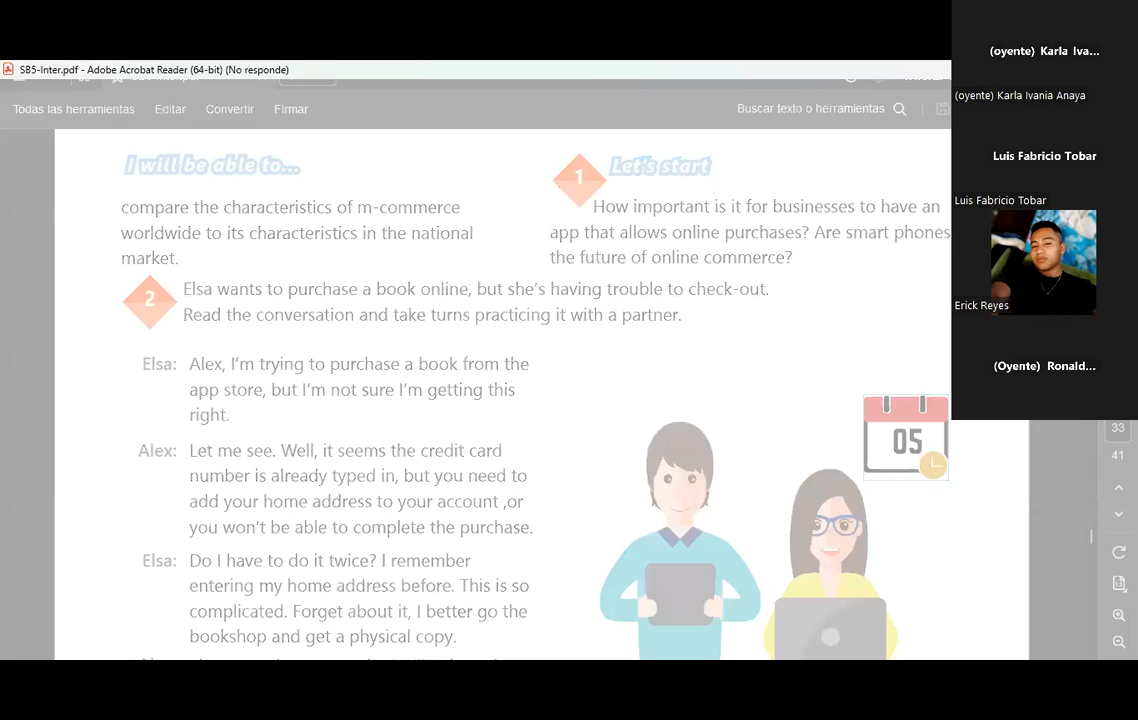 SB5-Inter.pdf - Adobe Acrobat Reader (64-bit) (No responde)
Todas las herramientas Editar Convertir Firmar
Buscar texto o herramientas
I will be able to...
compare the characteristics of m-commerce
worldwide to its characteristics in the national
market.
1 Let's start
How important is it for businesses to have an
app that allows online purchases? Are smart phones
the future of online commerce?
2 Elsa wants to purchase a book online, but she's having trouble to check-out.
Read the conversation and take turns practicing it with a partner.
Elsa: Alex, I'm trying to purchase a book from the
app store, but I'm not sure I'm getting this
right.
Alex: Let me see. Well, it seems the credit card
number is already typed in, but you need to
add your home address to your account ,or
you won't be able to complete the purchase.
Elsa: Do I have to do it twice? I remember
entering my home address before. This is so
complicated. Forget about it, I better go the
bookshop and get a physical copy.
05
33
41
(oyente) Karla Iva...
(oyente) Karla Ivania Anaya
Luis Fabricio Tobar
Luis Fabricio Tobar
Erick Reyes
(Oyente) Ronald...